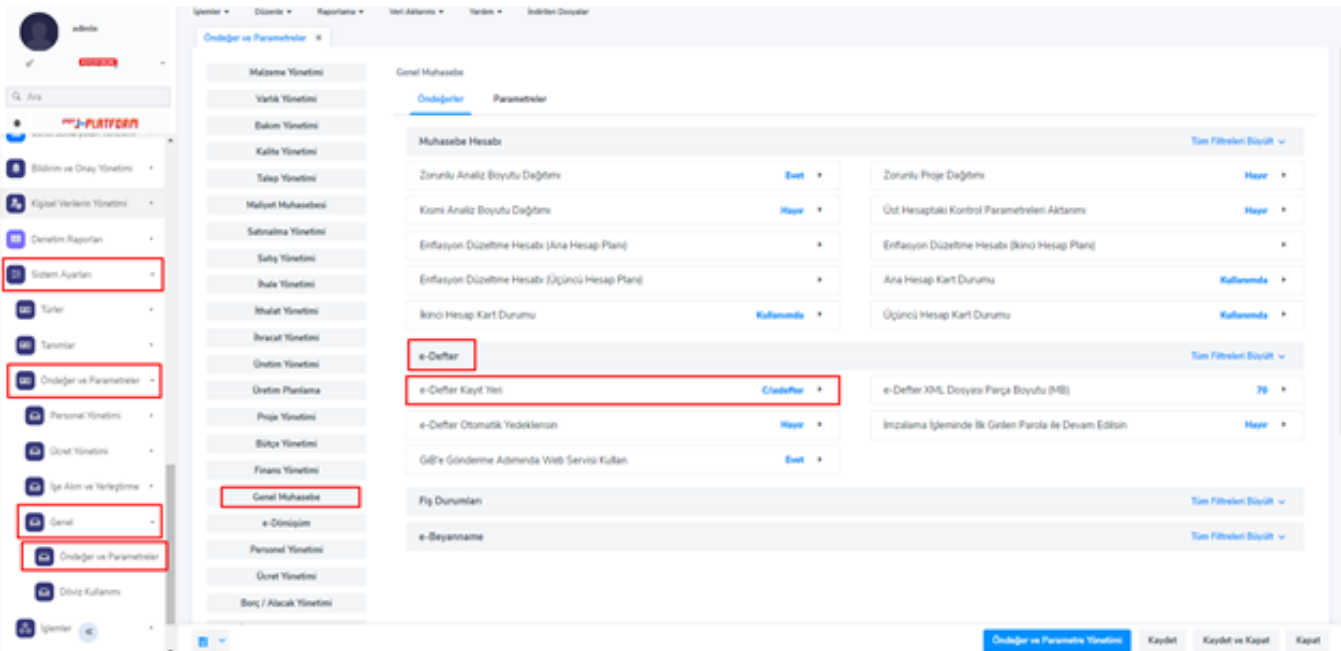 İşlemler Düzenle Raporlama Veri Aktarımı Yardım İndirilen Dosyalar
admin
Öndeğer ve Parametreler ×
Ara
J-PLATFORM
Bildirim ve Onay Yönetimi
Kişisel Verilerin Yönetimi
Denetim Raporları
Sistem Ayarları
Türler
Tanımlar
Öndeğer ve Parametreler
Personel Yönetimi
Ücret Yönetimi
İşe Alım ve Yerleştirme
Genel
Öndeğer ve Parametreler
Döviz Kullanımı
İşlemler
Malzeme Yönetimi
Varlık Yönetimi
Bakım Yönetimi
Kalite Yönetimi
Talep Yönetimi
Maliyet Muhasebesi
Satınalma Yönetimi
Satış Yönetimi
İhale Yönetimi
İthalat Yönetimi
İhracat Yönetimi
Üretim Yönetimi
Üretim Planlama
Proje Yönetimi
Bütçe Yönetimi
Finans Yönetimi
Genel Muhasebe
e-Dönüşüm
Personel Yönetimi
Ücret Yönetimi
Borç / Alacak Yönetimi
Genel Muhasebe
Öndeğerler Parametreler
Muhasebe Hesabı Tüm Filtreleri Büyült
Zorunlu Analiz Boyutu Dağıtımı Evet Zorunlu Proje Dağıtımı Hayır
Kısmi Analiz Boyutu Dağıtımı Hayır Üst Hesaptaki Kontrol Parametreleri Aktarımı Hayır
Enflasyon Düzeltme Hesabı (Ana Hesap Planı) Enflasyon Düzeltme Hesabı (İkinci Hesap Planı)
Enflasyon Düzeltme Hesabı (Üçüncü Hesap Planı) Ana Hesap Kart Durumu Kullanımda
İkinci Hesap Kart Durumu Kullanımda Üçüncü Hesap Kart Durumu Kullanımda
e-Defter Tüm Filtreleri Büyült
e-Defter Kayıt Yeri C/:edefter e-Defter XML Dosyası Parça Boyutu (MB) 70
e-Defter Otomatik Yedeklensin Hayır İmzalama İşleminde İlk Girilen Parola ile Devam Edilsin Hayır
GİB'e Gönderme Adımında Web Servisi Kullan Evet
Fiş Durumları Tüm Filtreleri Büyült
e-Beyanname Tüm Filtreleri Büyült
Öndeğer ve Parametre Yönetimi Kaydet Kaydet ve Kapat Kapat